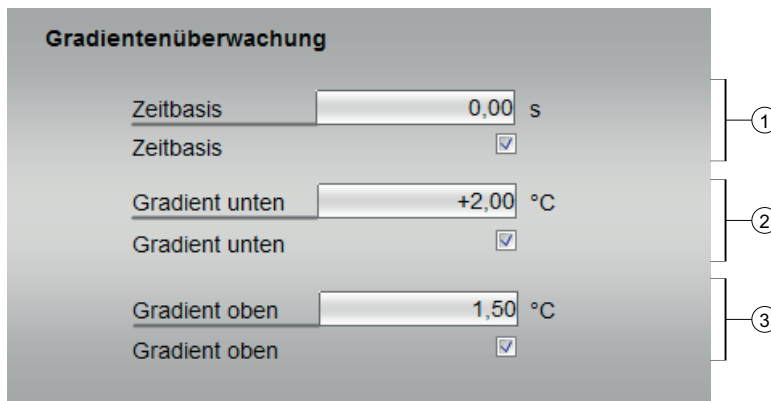 Gradientenüberwachung
Zeitbasis 0,00 s
Zeitbasis
1
Gradient unten +2,00 °C
Gradient unten
2
Gradient oben 1,50 °C
Gradient oben
3